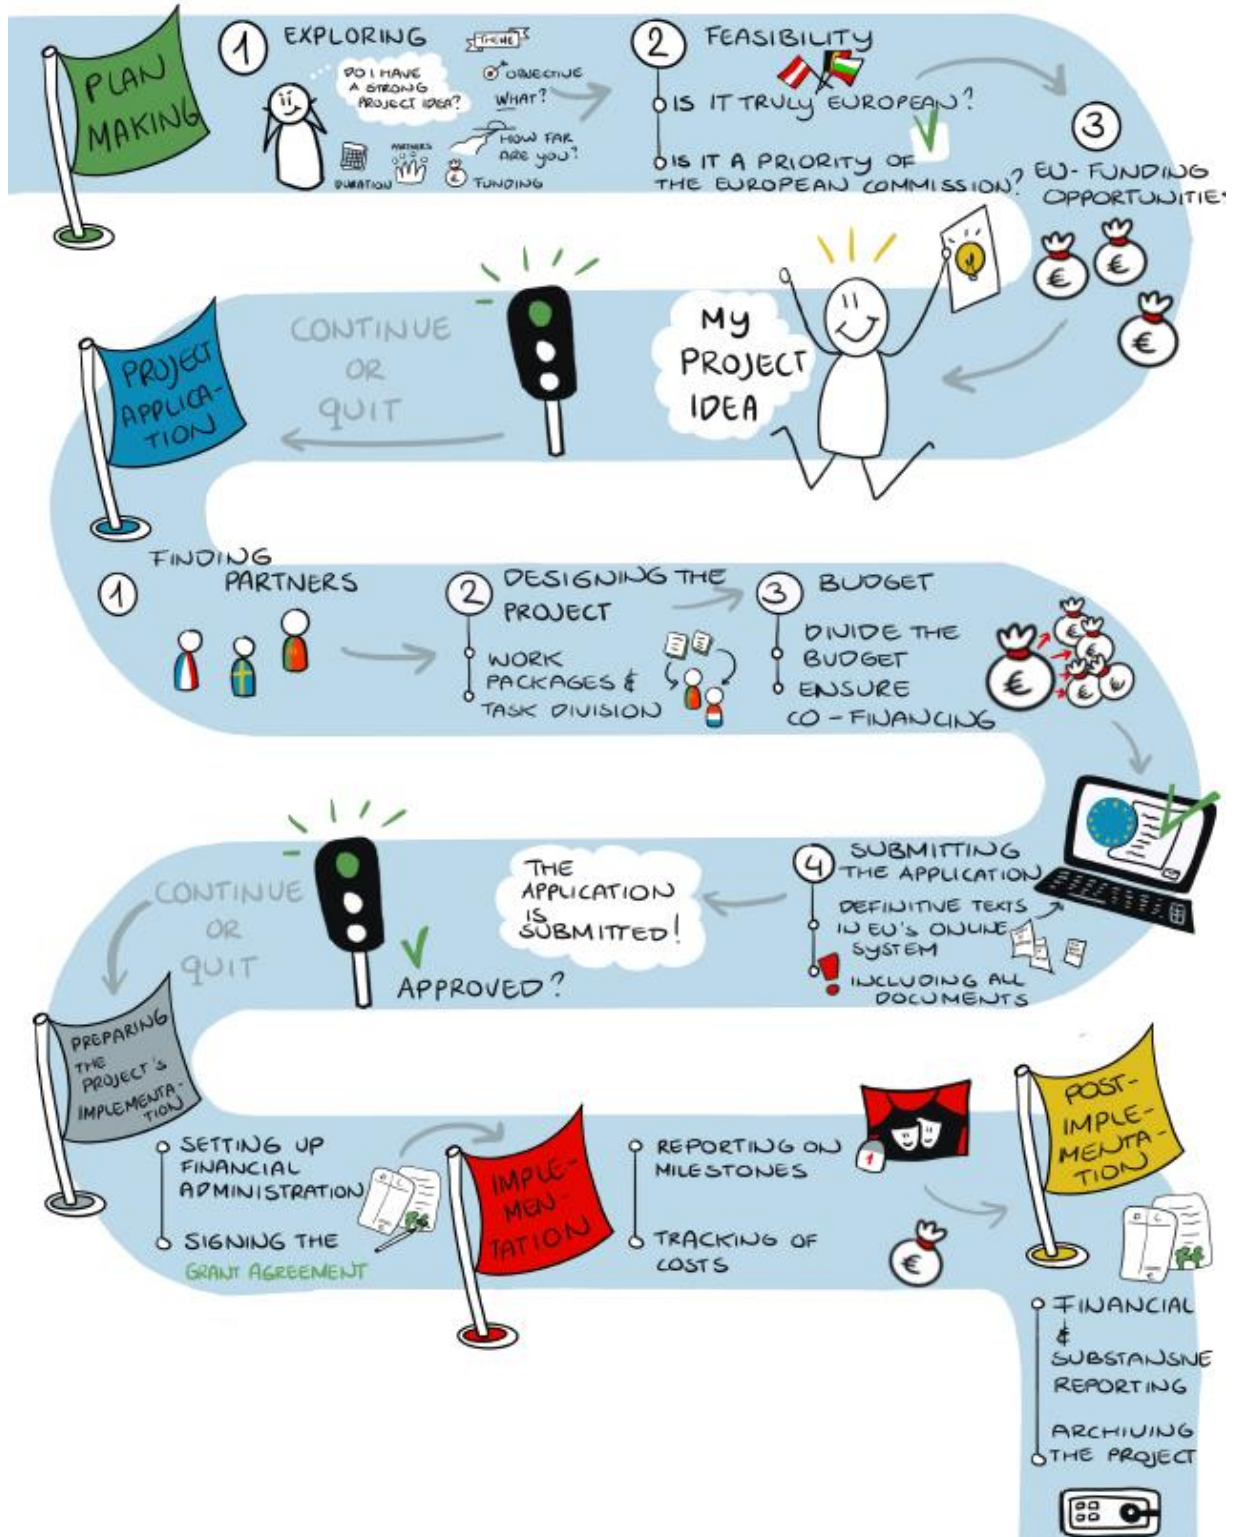 PLAN
MAKING
1
EXPLORING
DO I HAVE
A STRONG
PROJECT IDEA?
THEME
OBJECTIVE
WHAT?
HOW FAR
ARE YOU?
DURATION
PARTNERS
€
FUNDING
2
FEASIBILITY
IS IT TRULY EUROPEAN?
IS IT A PRIORITY OF
THE EUROPEAN COMMISSION?
3
EU-FUNDING
OPPORTUNITIES
€
€
€
MY
PROJECT
IDEA
CONTINUE
OR
QUIT
PROJECT
APPLICA-
TION
1
FINDING
PARTNERS
2
DESIGNING THE
PROJECT
WORK
PACKAGES &
TASK DIVISION
3
BUDGET
DIVIDE THE
BUDGET
ENSURE
CO-FINANCING
€
€
€
€
€
€
4
SUBMITTING
THE APPLICATION
DEFINITIVE TEXTS
IN EU'S ONLINE
SYSTEM
!
INCLUDING ALL
DOCUMENTS
THE
APPLICATION
IS
SUBMITTED!
APPROVED?
CONTINUE
OR
QUIT
PREPARING
THE
PROJECT'S
IMPLEMENTA-
TION
SETTING UP
FINANCIAL
ADMINISTRATION
SIGNING THE
GRANT AGREEMENT
IMPLE-
MEN-
TATION
REPORTING ON
MILESTONES
1
TRACKING OF
COSTS
€
POST-
IMPLE-
MENTA-
TION
FINANCIAL
&
SUBSTANSIVE
REPORTING
ARCHIVING
THE PROJECT